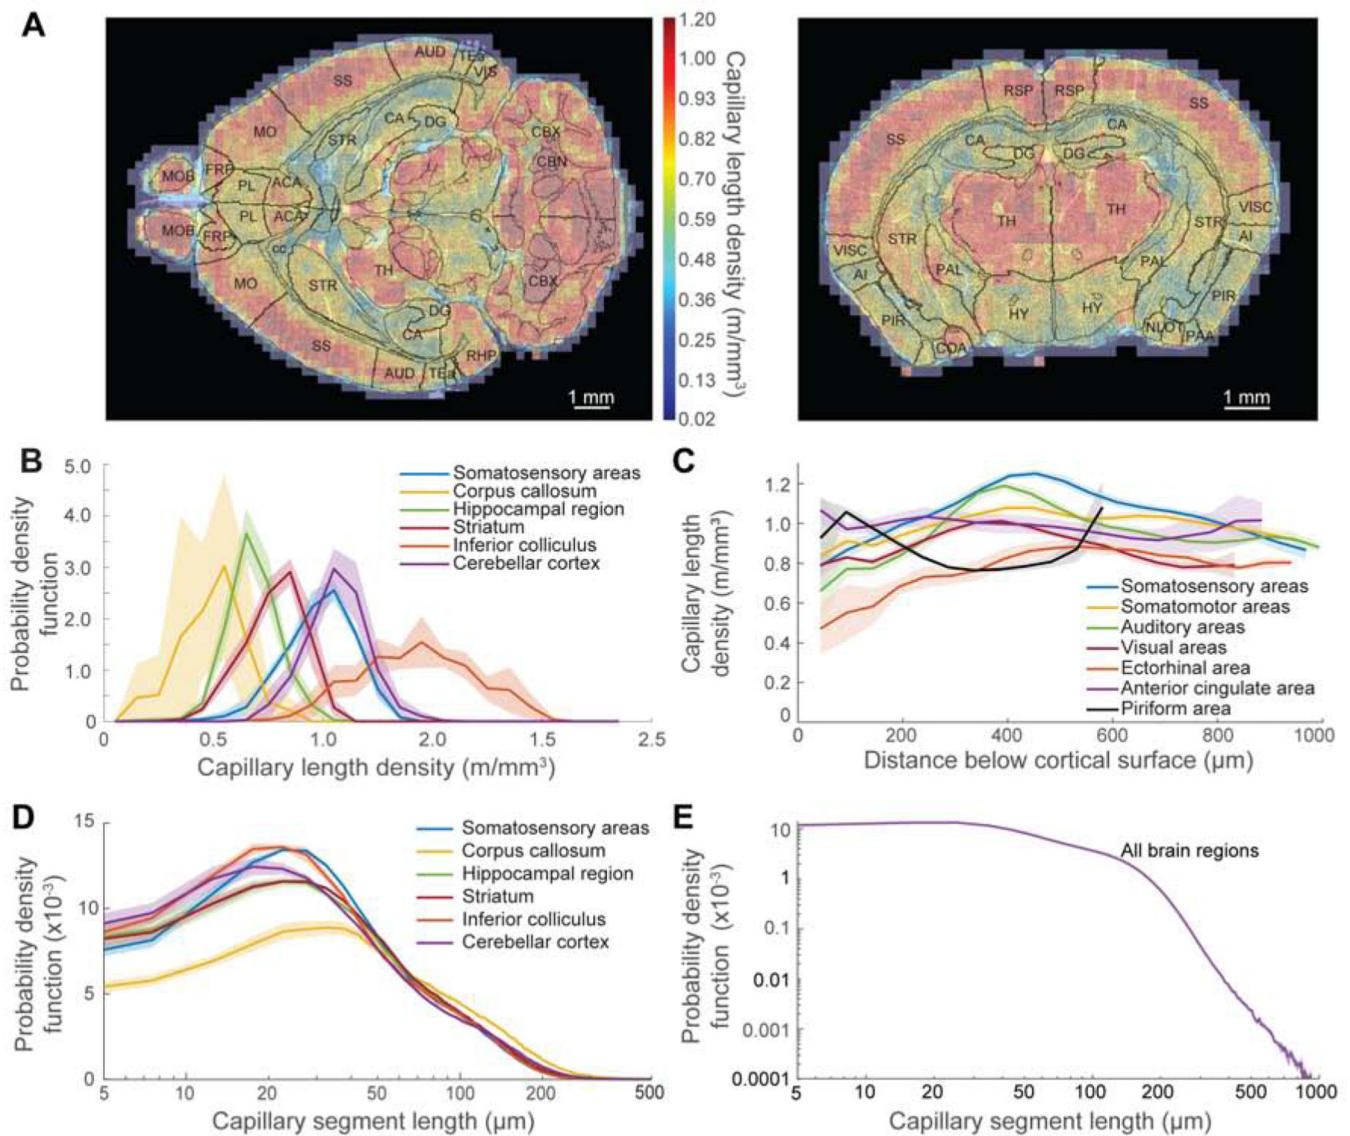 A
AUD
TEa
VIS
SS
MO
CA
DG
STR
CBX
CBN
FRP
MOB
PL
ACA
PL
ACA
MOB
FRP
cc
MO
STR
TH
CBX
DG
CA
SS
RHP
AUD
TEa
1 mm
1.20
1.00
0.93
0.82
0.70
0.59
0.48
0.36
0.25
0.13
0.02
Capillary length density (m/mm³)
RSP
RSP
SS
SS
CA
CA
DG
DG
TH
TH
STR
VISC
AI
VISC
STR
AI
PAL
PAL
PIR
HY
HY
PIR
NLOT
PAA
COA
1 mm
B
5.0
4.0
3.0
2.0
1.0
0
Probability density
function
Somatosensory areas
Corpus callosum
Hippocampal region
Striatum
Inferior colliculus
Cerebellar cortex
0
0.5
1.0
2.0
1.5
2.5
Capillary length density (m/mm³)
C
1.2
1.0
0.8
0.6
0.4
0.2
0
Capillary length
density (m/mm³)
Somatosensory areas
Somatomotor areas
Auditory areas
Visual areas
Ectorhinal area
Anterior cingulate area
Piriform area
0
200
400
600
800
1000
Distance below cortical surface (µm)
D
15
10
5
0
Probability density
function (x10⁻³)
Somatosensory areas
Corpus callosum
Hippocampal region
Striatum
Inferior colliculus
Cerebellar cortex
5
10
20
50
100
200
500
Capillary segment length (µm)
E
10
1
0.1
0.01
0.001
0.0001
Probability density
function (x10⁻³)
All brain regions
5
10
20
50
100
200
500
1000
Capillary segment length (µm)